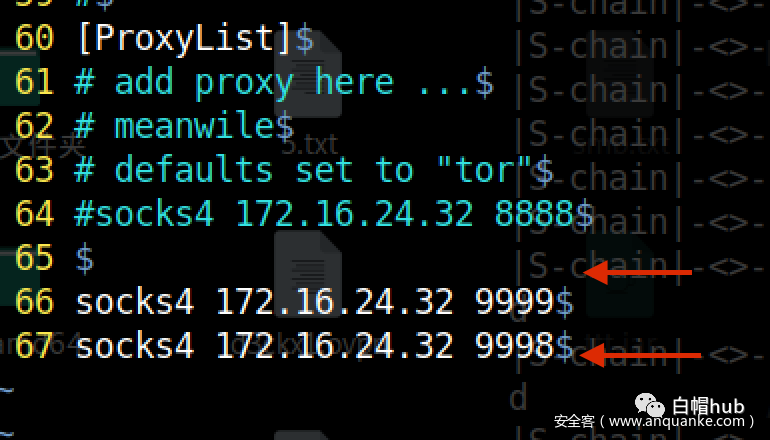 59 #$
60 [ProxyList]$
61 # add proxy here ...$
62 # meanwile$
63 # defaults set to "tor"$
64 #socks4 172.16.24.32 8888$
65 $
66 socks4 172.16.24.32 9999$
67 socks4 172.16.24.32 9998$
~
~
|S-chain|-<>-
|S-chain|-<>-
|S-chain|-<>-
|S-chain|-<>-
|S-chain|-<>-
|S-chain|-<>-
|S-chain|-<>-
d
|S-chain|-<>-
d
|S-chain|-<>-
文件夹
5.txt
白帽hub
安全客(www.anquanke.com)